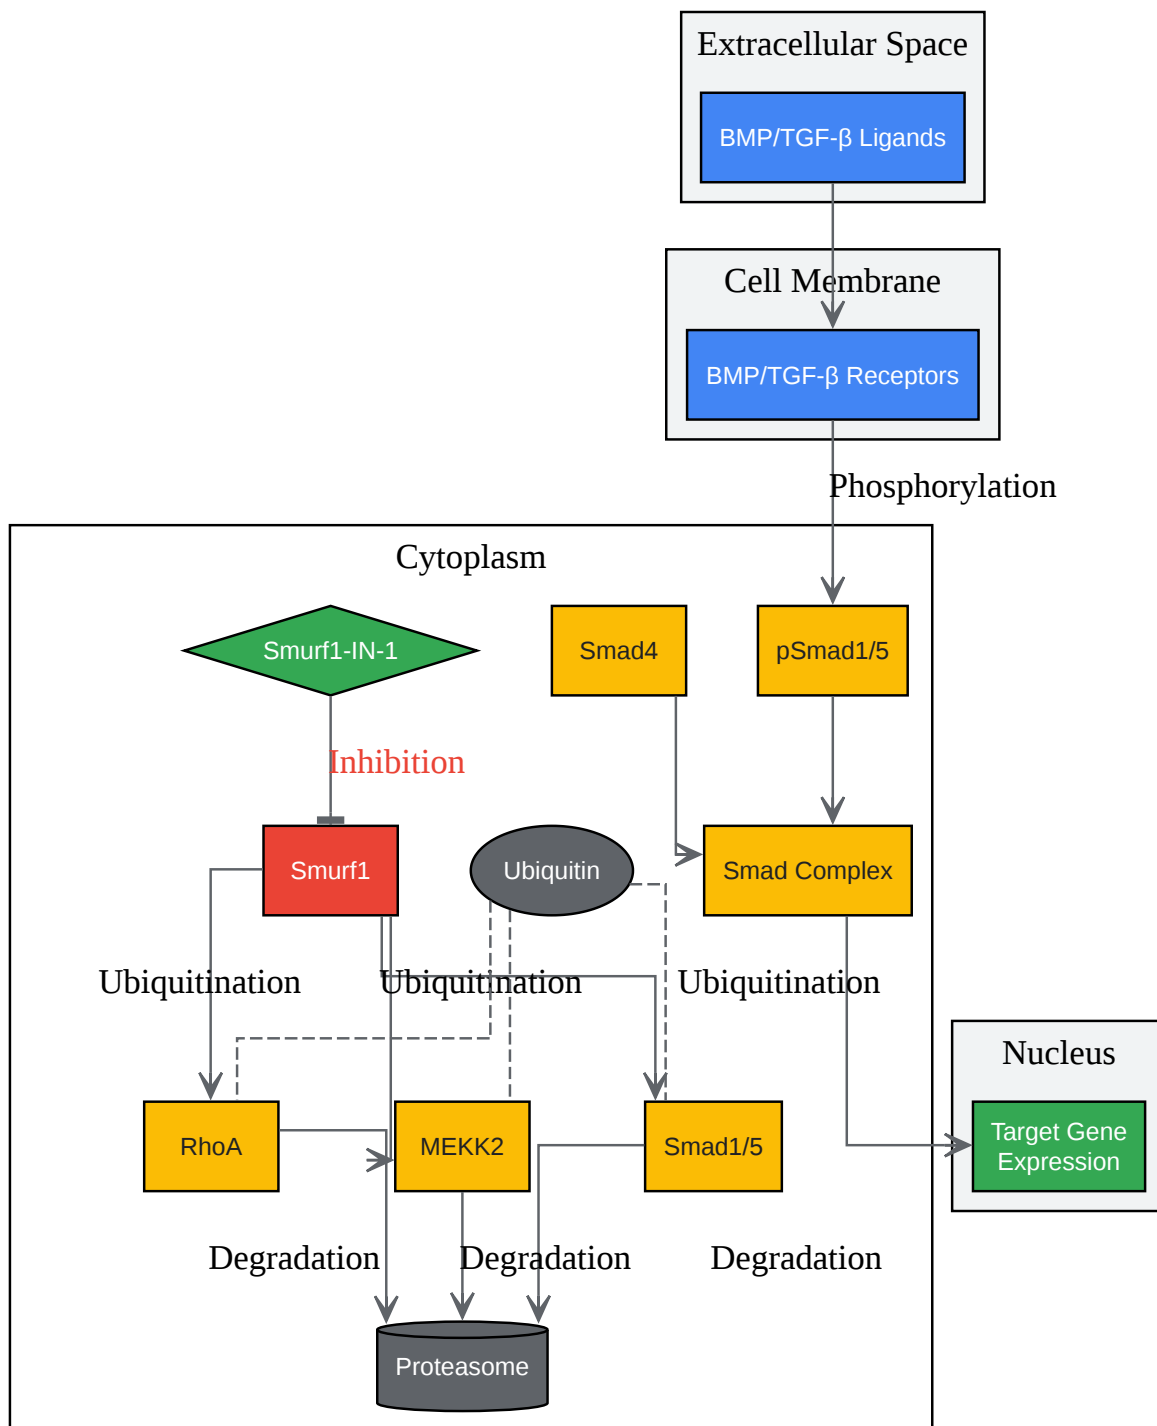 Extracellular Space
BMP/TGF-β Ligands
Cell Membrane
BMP/TGF-β Receptors
Phosphorylation
Cytoplasm
Smurf1-IN-1
Smad4
pSmad1/5
Inhibition
Smurf1
Ubiquitin
Smad Complex
Ubiquitination
Ubiquitination
Ubiquitination
Nucleus
RhoA
MEKK2
Smad1/5
Target Gene
Expression
Degradation
Degradation
Degradation
Proteasome